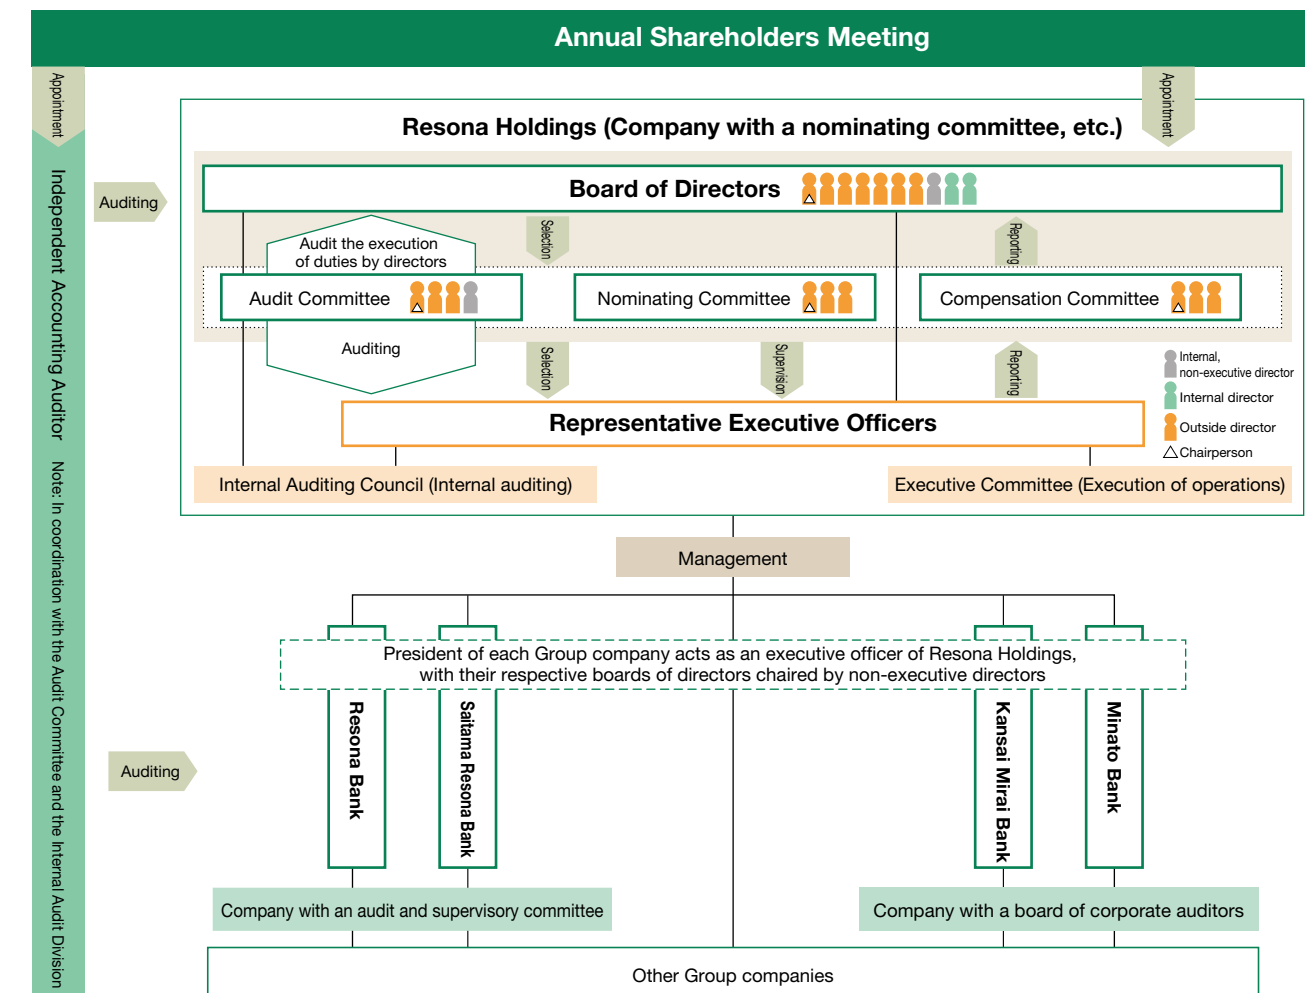 Annual Shareholders Meeting
Appointment
Appointment
Resona Holdings (Company with a nominating committee, etc.)
Independent Accounting Auditor Note: In coordination with the Audit Committee and the Internal Audit Division
Auditing
Board of Directors
Audit the execution
of duties by directors
Selection
Reporting
Audit Committee
Nominating Committee
Compensation Committee
Auditing
Selection
Supervision
Reporting
Internal,
non-executive director
Internal director
Outside director
Chairperson
Representative Executive Officers
Internal Auditing Council (Internal auditing)
Executive Committee (Execution of operations)
Management
President of each Group company acts as an executive officer of Resona Holdings,
with their respective boards of directors chaired by non-executive directors
Resona Bank
Saitama Resona Bank
Kansai Mirai Bank
Minato Bank
Auditing
Company with an audit and supervisory committee
Company with a board of corporate auditors
Other Group companies